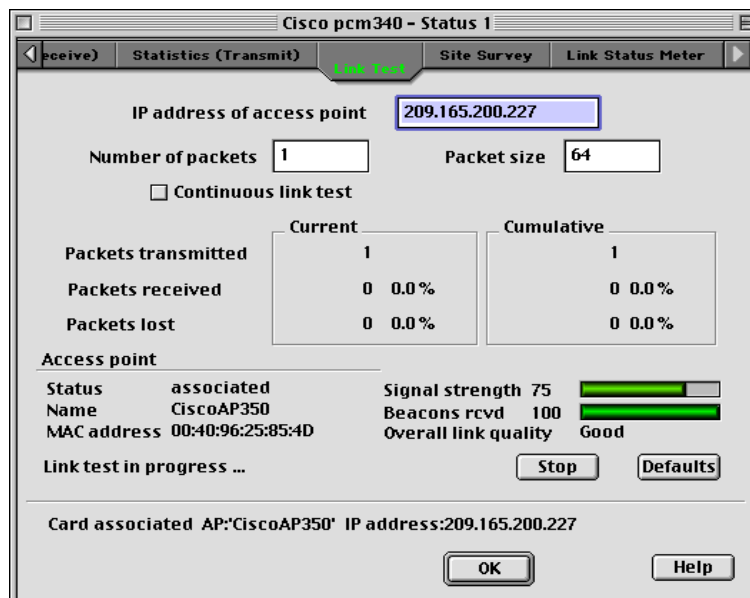 Cisco pcm340 - Status 1
eceive) Statistics (Transmit) Link Test Site Survey Link Status Meter
IP address of access point 209.165.200.227
Number of packets 1 Packet size 64
Continuous link test
Current Cumulative
Packets transmitted 1 1
Packets received 0 0.0% 0 0.0%
Packets lost 0 0.0% 0 0.0%
Access point
Status associated Signal strength 75
Name CiscoAP350 Beacons rcvd 100
MAC address 00:40:96:25:85:4D Overall link quality Good
Link test in progress ... Stop Defaults
Card associated AP:'CiscoAP350' IP address:209.165.200.227
OK Help